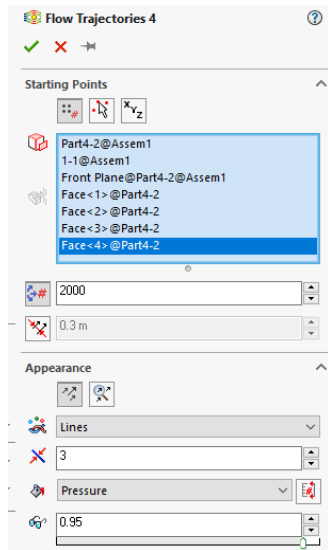 Flow Trajectories 4
Starting Points
Part4-2@Assem1
1-1@Assem1
Front Plane@Part4-2@Assem1
Face<1>@Part4-2
Face<2>@Part4-2
Face<3>@Part4-2
Face<4>@Part4-2
2000
0.3 m
Appearance
Lines
3
Pressure
0.95